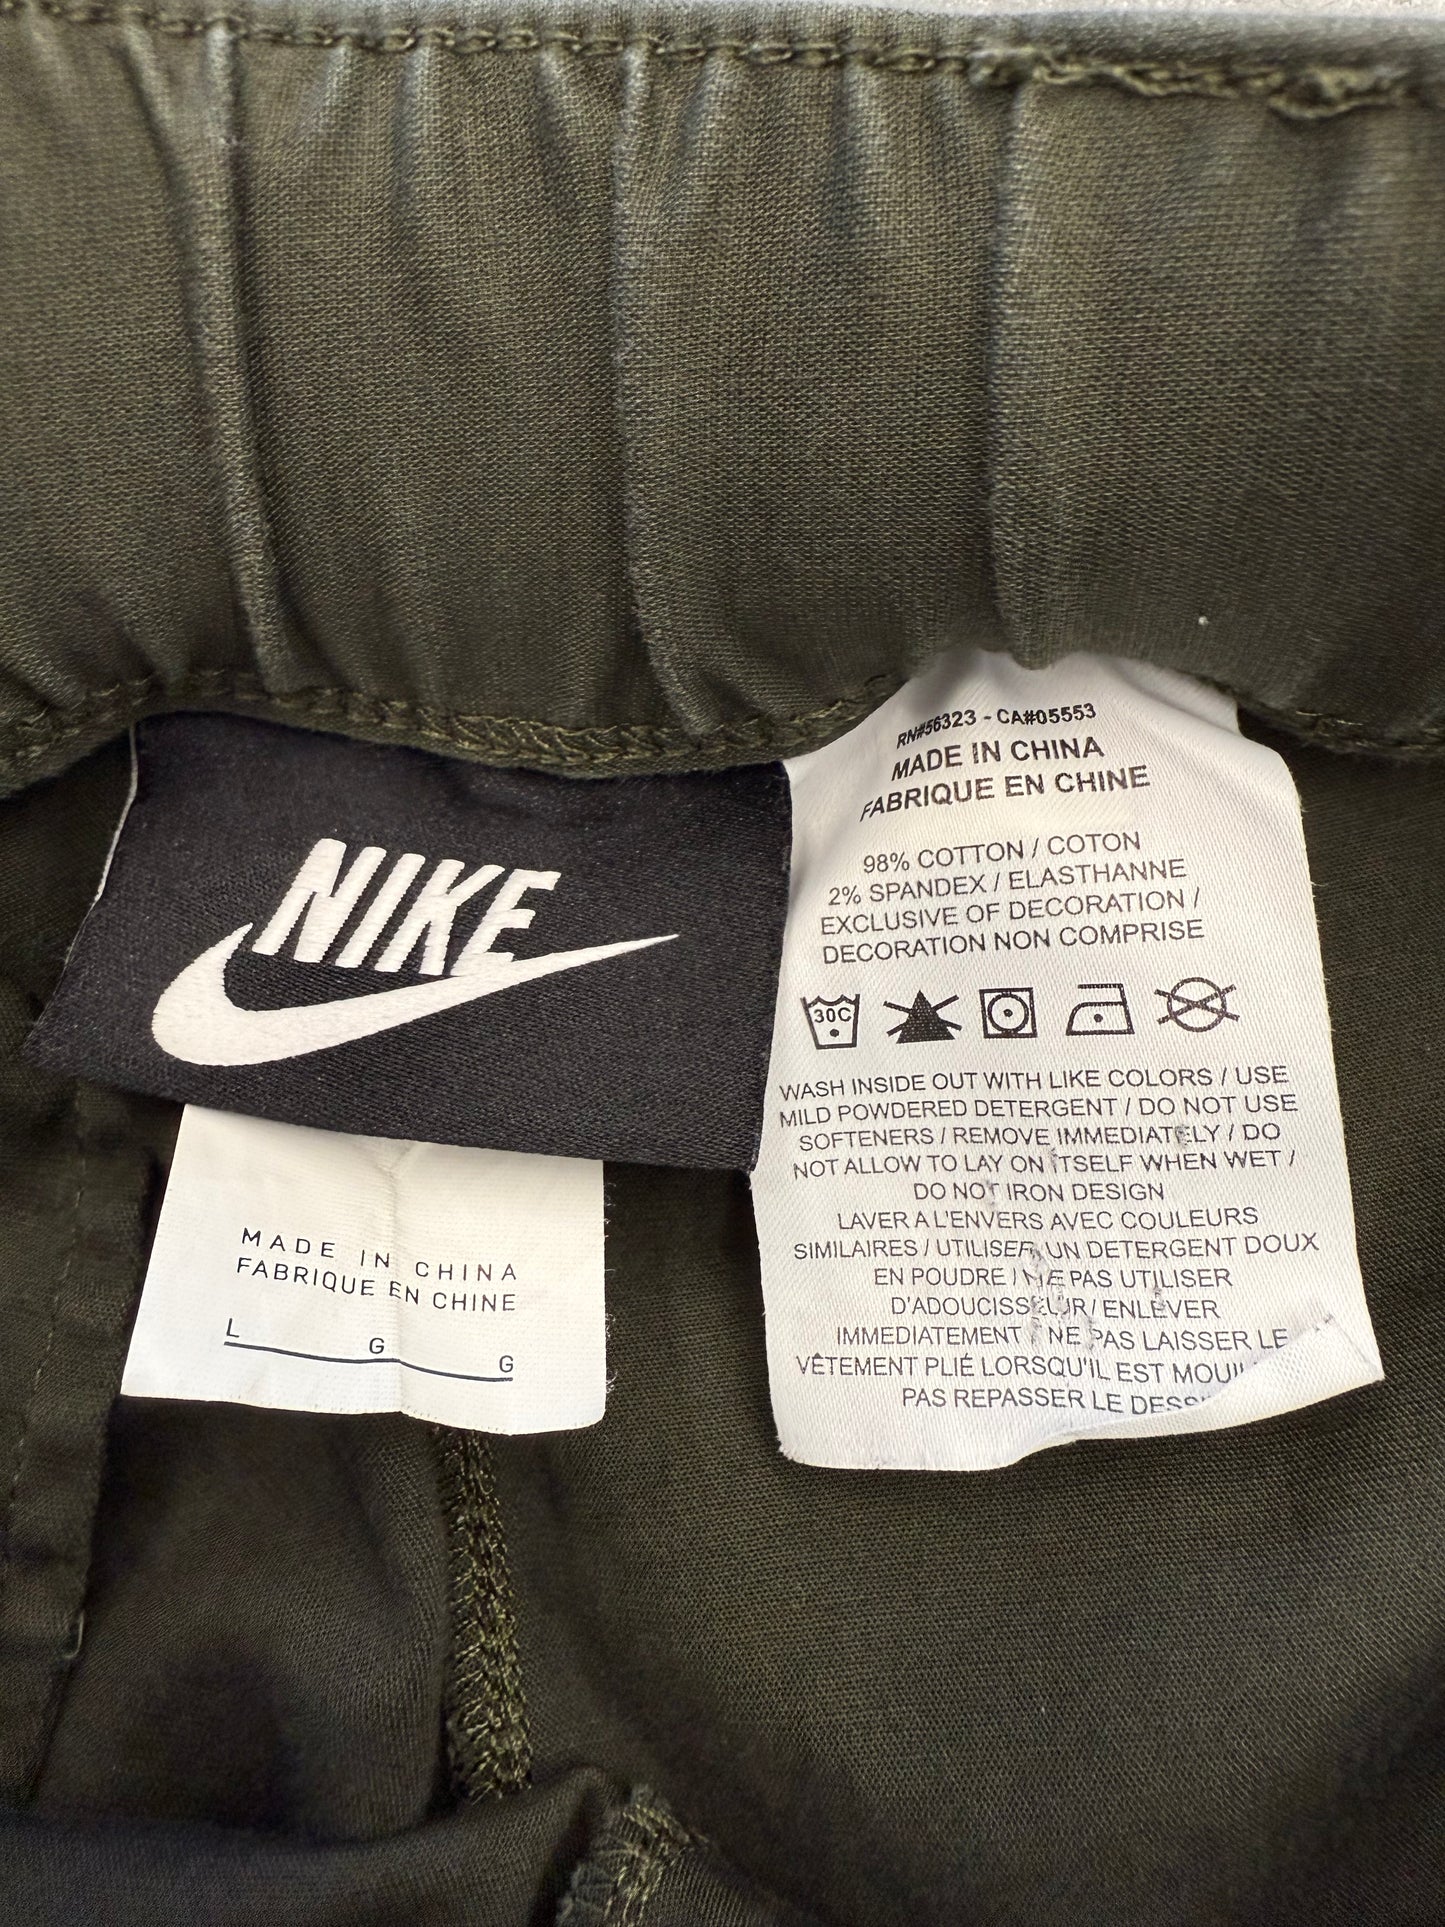 NIKE
MADE IN CHINA
FABRIQUE EN CHINE
L
G
G
RN#56323 - CA#05553
MADE IN CHINA
FABRIQUE EN CHINE
98% COTTON / COTON
2% SPANDEX / ELASTHANNE
EXCLUSIVE OF DECORATION /
DECORATION NON COMPRISE
30C
WASH INSIDE OUT WITH LIKE COLORS / USE
MILD POWDERED DETERGENT / DO NOT USE
SOFTENERS / REMOVE IMMEDIATELY / DO
NOT ALLOW TO LAY ON ITSELF WHEN WET /
DO NOT IRON DESIGN
LAVER A L'ENVERS AVEC COULEURS
SIMILAIRES / UTILISER UN DETERGENT DOUX
EN POUDRE / NE PAS UTILISER
D'ADOUCISSEUR / ENLEVER
IMMEDIATEMENT / NE PAS LAISSER LE
VÊTEMENT PLIÉ LORSQU'IL EST
PAS REPASSER LE